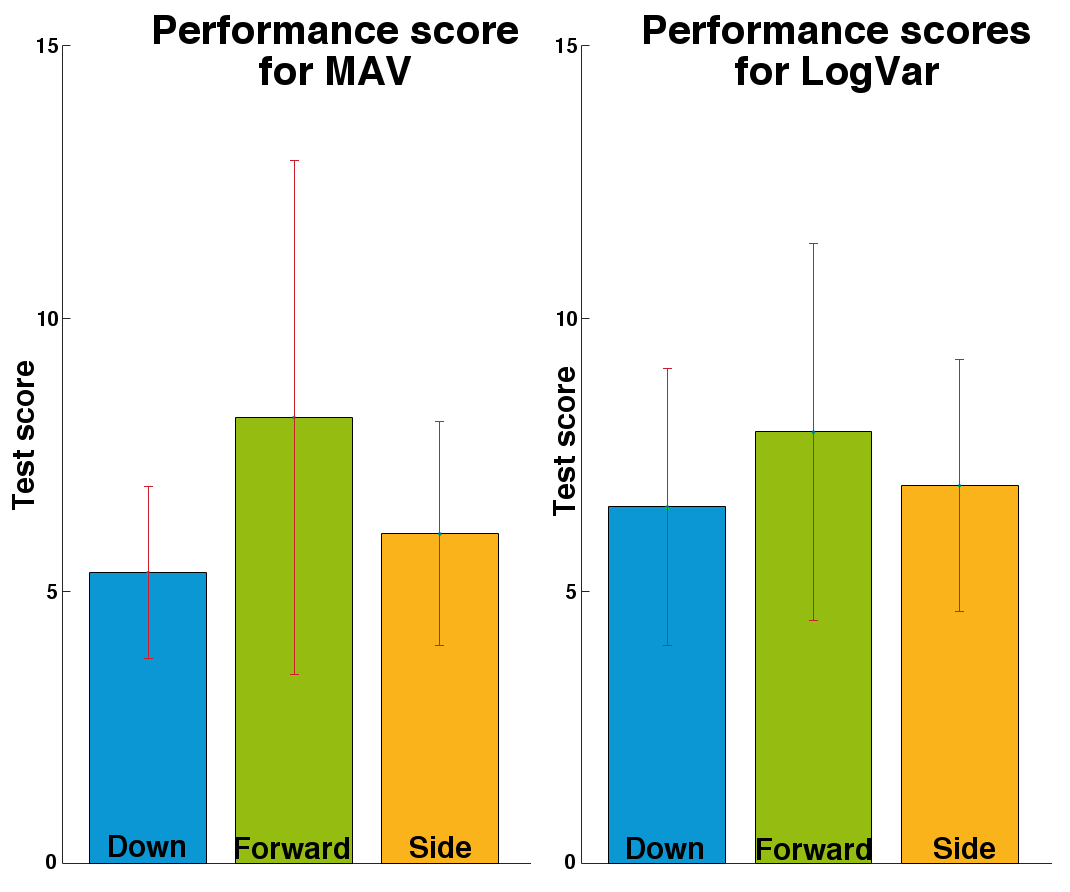 Performance score
for MAV
15
10
5
0
Test score
Down
Forward
Side
Performance scores
for LogVar
15
10
5
0
Test score
Down
Forward
Side